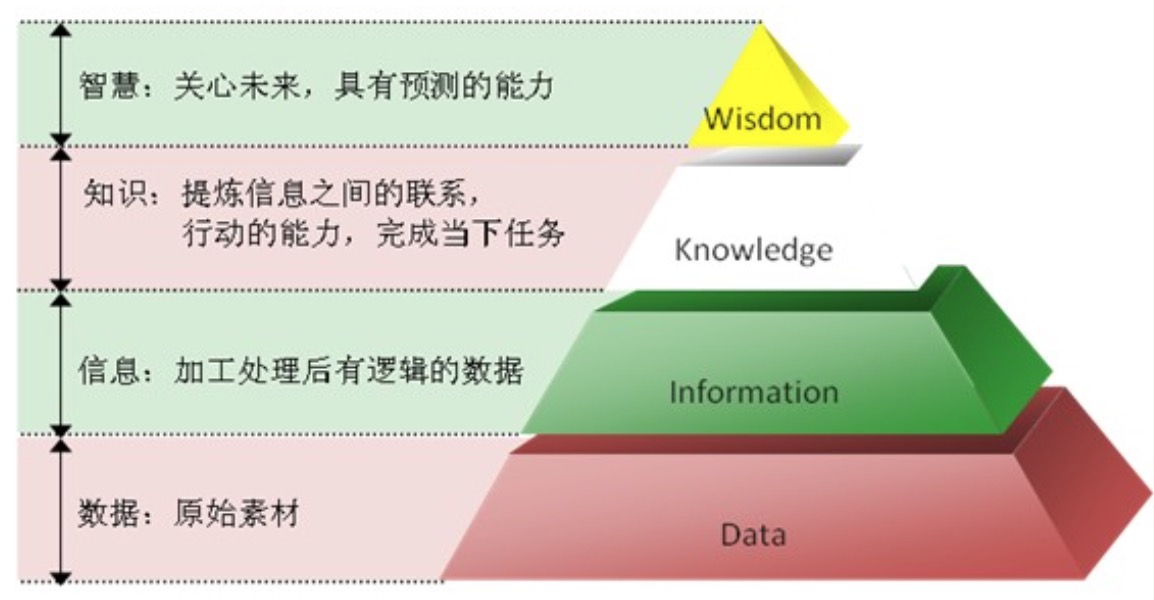 智慧：关心未来，具有预测的能力
Wisdom
知识：提炼信息之间的联系，
行动的能力，完成当下任务
Knowledge
信息：加工处理后有逻辑的数据
Information
数据：原始素材
Data